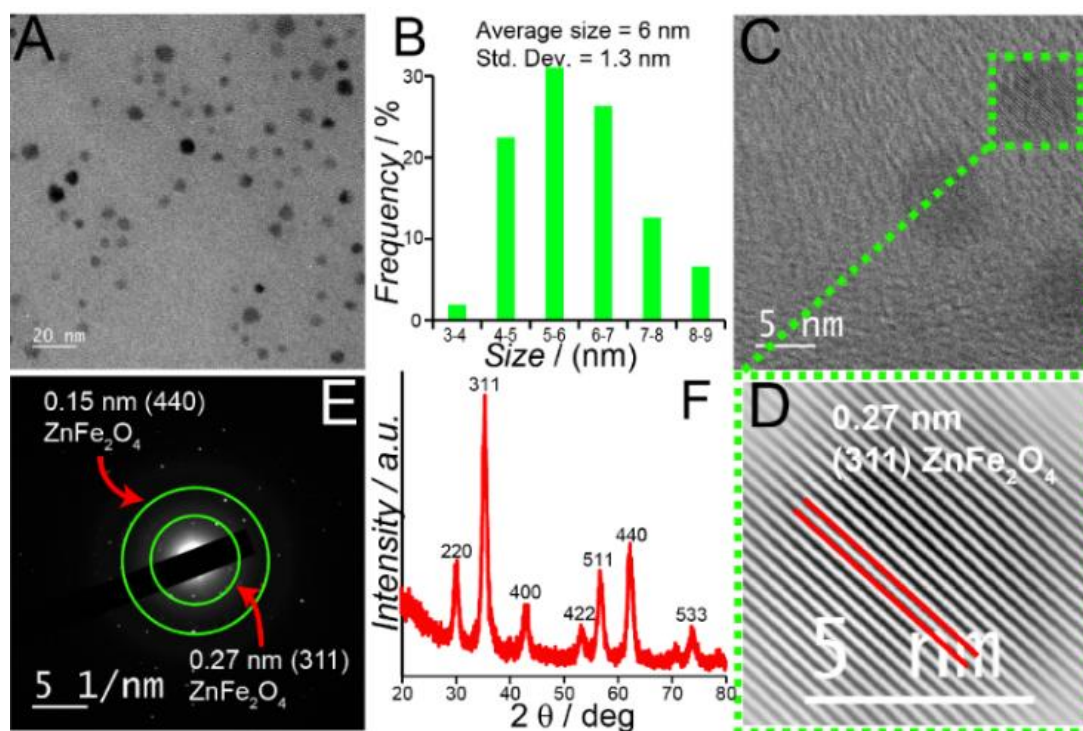 A
20 nm
B
Average size = 6 nm
Std. Dev. = 1.3 nm
Frequency / %
30
20
10
0
3-4 4-5 5-6 6-7 7-8 8-9
Size / (nm)
C
5 nm
E
0.15 nm (440)
ZnFe₂O₄
0.27 nm (311)
ZnFe₂O₄
5 1/nm
F
Intensity / a.u.
220
311
400
422
511
440
533
20 30 40 50 60 70 80
2 θ / deg
D
0.27 nm
(311) ZnFe₂O₄
5 nm